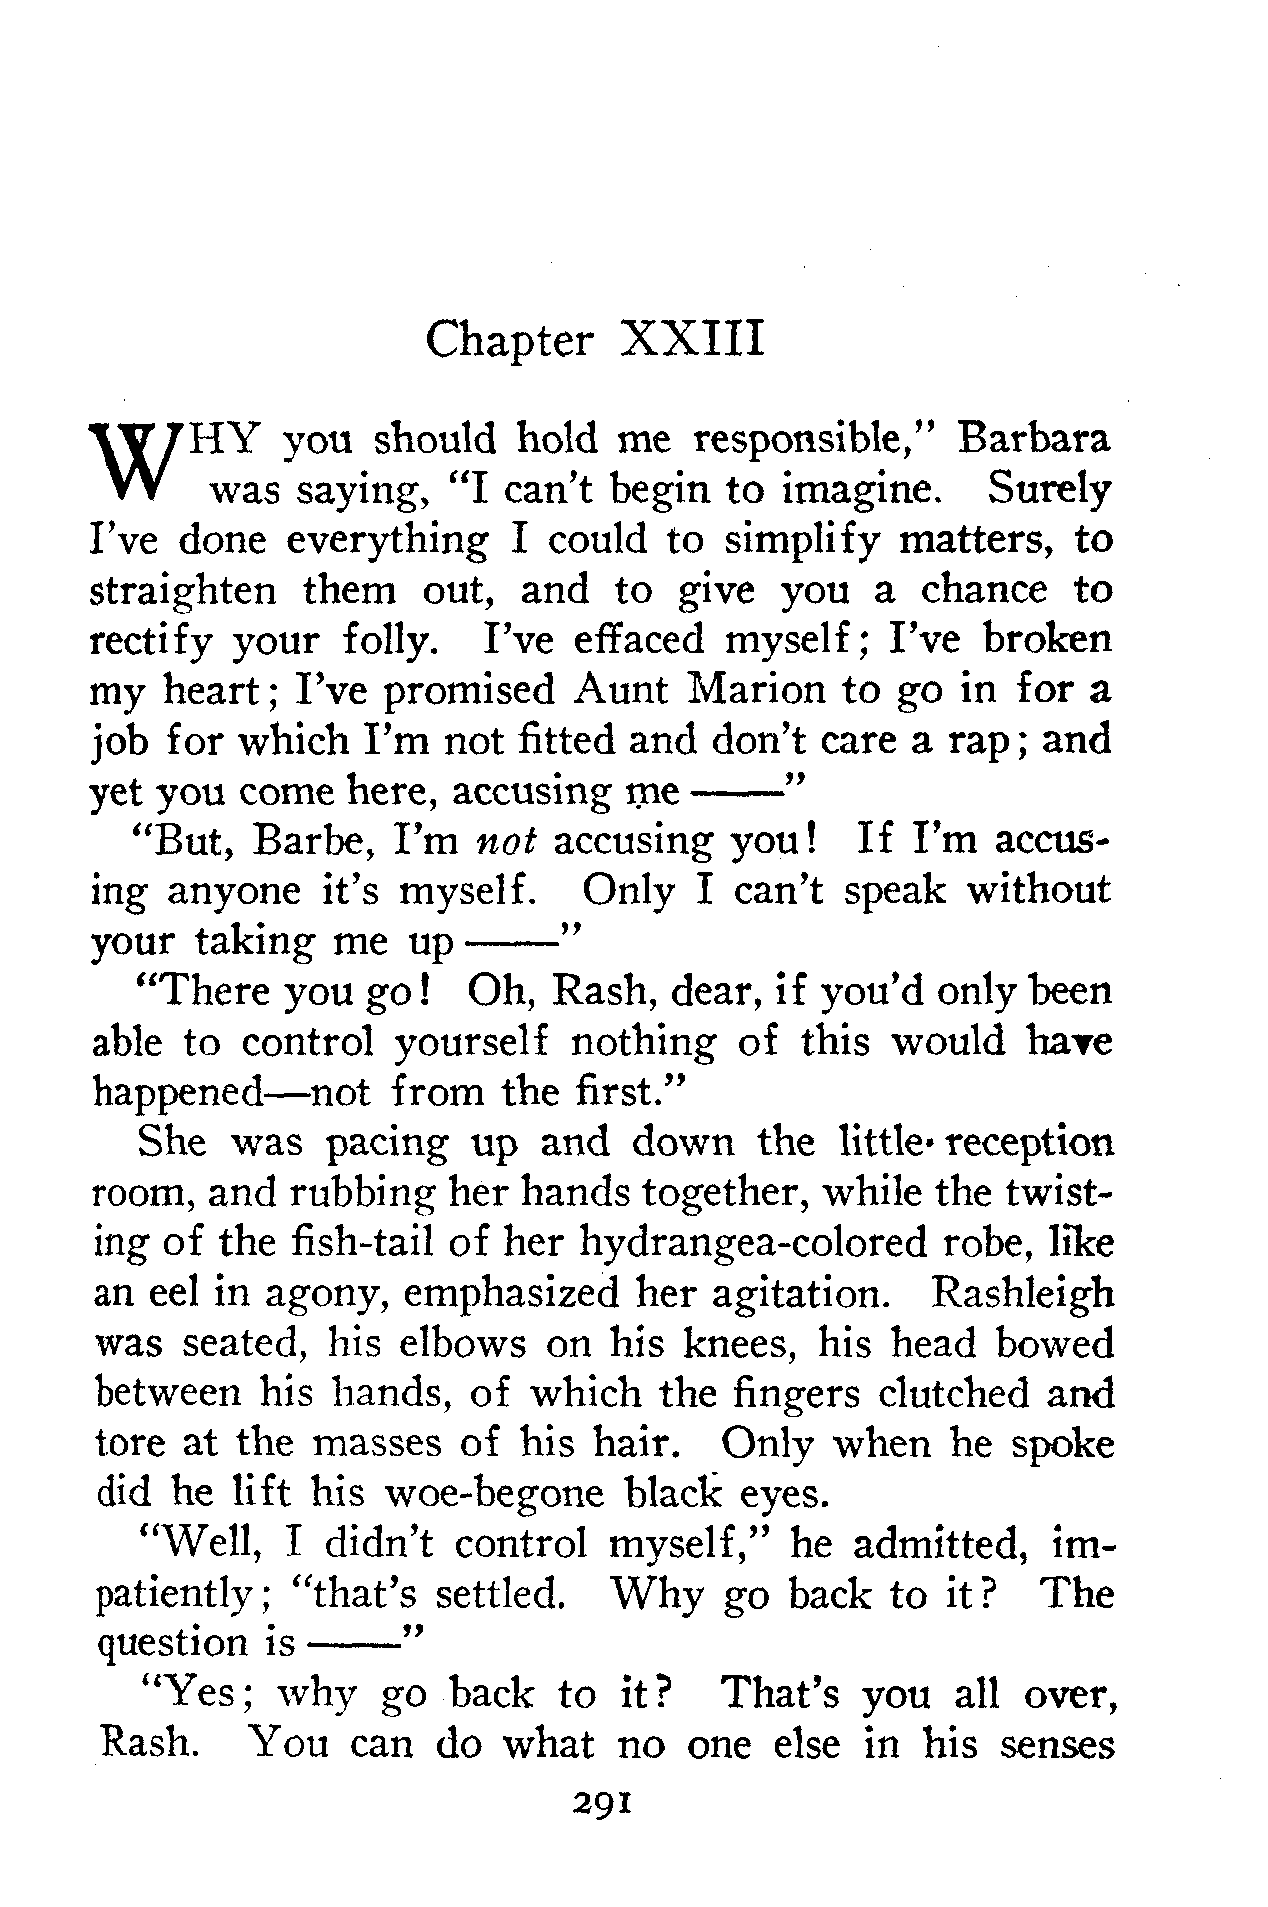 Chapter XXIII
WHY you should hold me responsible," Barbara
was saying, "I can't begin to imagine. Surely
I've done everything I could to simplify matters, to
straighten them out, and to give you a chance to
rectify your folly. I've effaced myself; I've broken
my heart; I've promised Aunt Marion to go in for a
job for which I'm not fitted and don't care a rap; and
yet you come here, accusing me ——"
"But, Barbe, I'm not accusing you! If I'm accus-
ing anyone it's myself. Only I can't speak without
your taking me up ——"
"There you go! Oh, Rash, dear, if you'd only been
able to control yourself nothing of this would have
happened—not from the first."
She was pacing up and down the little reception
room, and rubbing her hands together, while the twist-
ing of the fish-tail of her hydrangea-colored robe, like
an eel in agony, emphasized her agitation. Rashleigh
was seated, his elbows on his knees, his head bowed
between his hands, of which the fingers clutched and
tore at the masses of his hair. Only when he spoke
did he lift his woe-begone black eyes.
"Well, I didn't control myself," he admitted, im-
patiently; "that's settled. Why go back to it? The
question is ——"
"Yes; why go back to it? That's you all over,
Rash. You can do what no one else in his senses
291